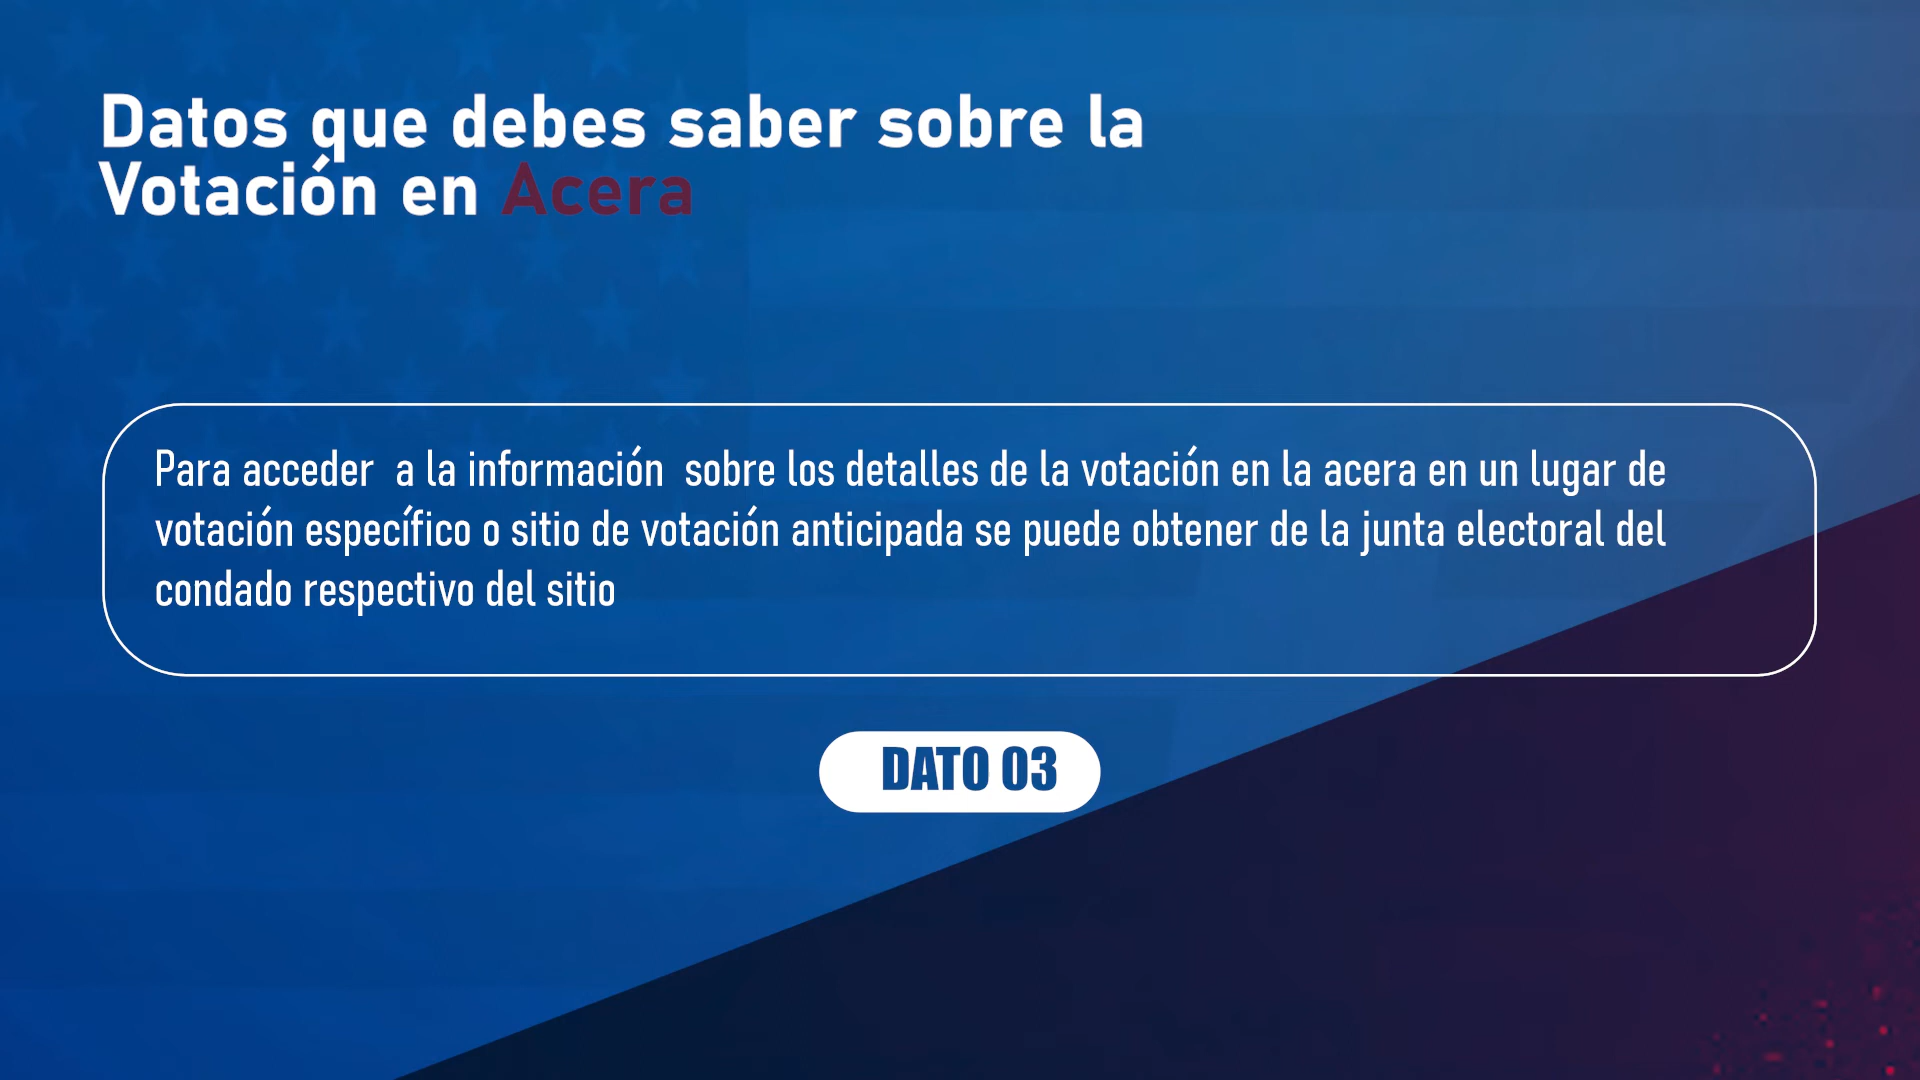 Datos que debes saber sobre la
Votación en Acera
Para acceder a la información sobre los detalles de la votación en la acera en un lugar de
votación específico o sitio de votación anticipada se puede obtener de la junta electoral del
condado respectivo del sitio
DATO 03